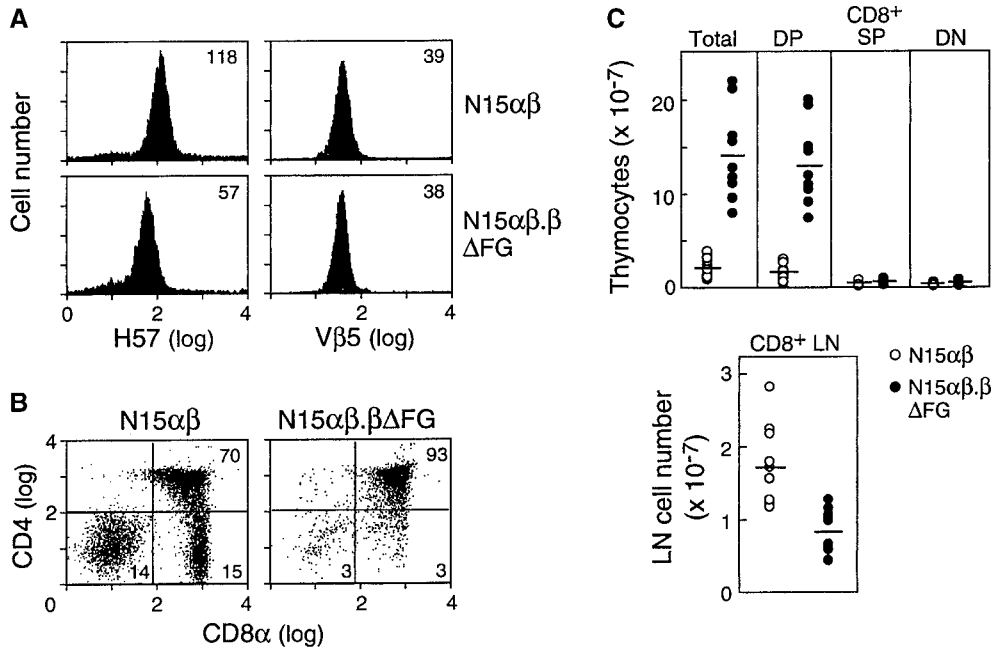 A
118
39
N15αβ
Cell number
57
38
N15αβ.β
ΔFG
0 2 4
0 2 4
H57 (log)
Vβ5 (log)
B
N15αβ
N15αβ.βΔFG
4
2
0
CD4 (log)
70
14
15
93
3
3
0 2 4
2 4
CD8α (log)
C
Total
DP
CD8+
SP
DN
Thymocytes (x 10-7)
20
10
0
CD8+ LN
LN cell number
(x 10-7)
3
2
1
0
N15αβ
N15αβ.β
ΔFG